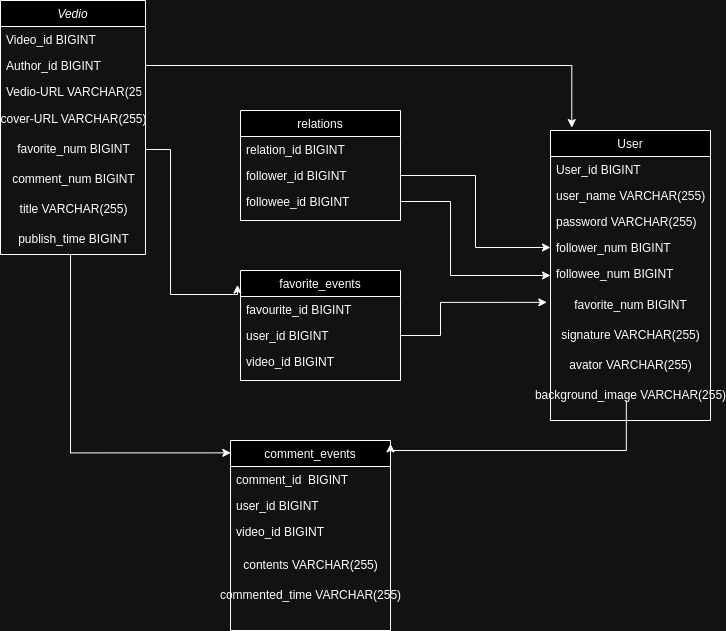 Vedio
Video_id BIGINT
Author_id BIGINT
Vedio-URL VARCHAR(25
cover-URL VARCHAR(255)
favorite_num BIGINT
comment_num BIGINT
title VARCHAR(255)
publish_time BIGINT
relations
relation_id BIGINT
follower_id BIGINT
followee_id BIGINT
User
User_id BIGINT
user_name VARCHAR(255)
password VARCHAR(255)
follower_num BIGINT
followee_num BIGINT
favorite_num BIGINT
signature VARCHAR(255)
avator VARCHAR(255)
background_image VARCHAR(255)
favorite_events
favourite_id BIGINT
user_id BIGINT
video_id BIGINT
comment_events
comment_id  BIGINT
user_id BIGINT
video_id BIGINT
contents VARCHAR(255)
commented_time VARCHAR(255)